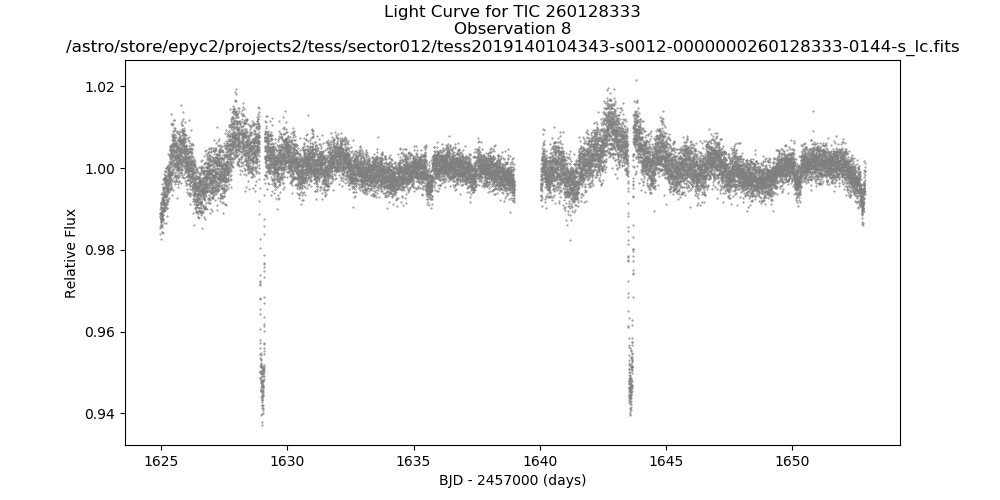 Light Curve for TIC 260128333
Observation 8
/astro/store/epyc2/projects2/tess/sector012/tess2019140104343-s0012-0000000260128333-0144-s_lc.fits
1.02
1.00
0.98
0.96
0.94
Relative Flux
1625 1630 1635 1640 1645 1650
BJD - 2457000 (days)